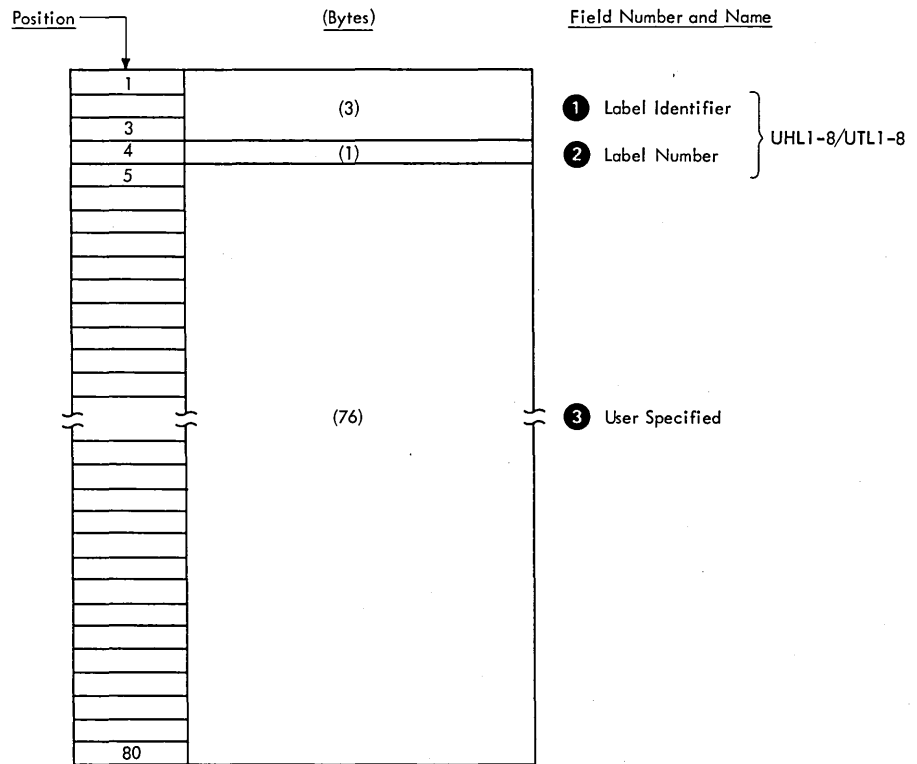 Position (Bytes) Field Number and Name
1
(3)
1 Label Identifier
3
UHL1-8/UTL1-8
4 (1) 2 Label Number
5
(76) 3 User Specified
80